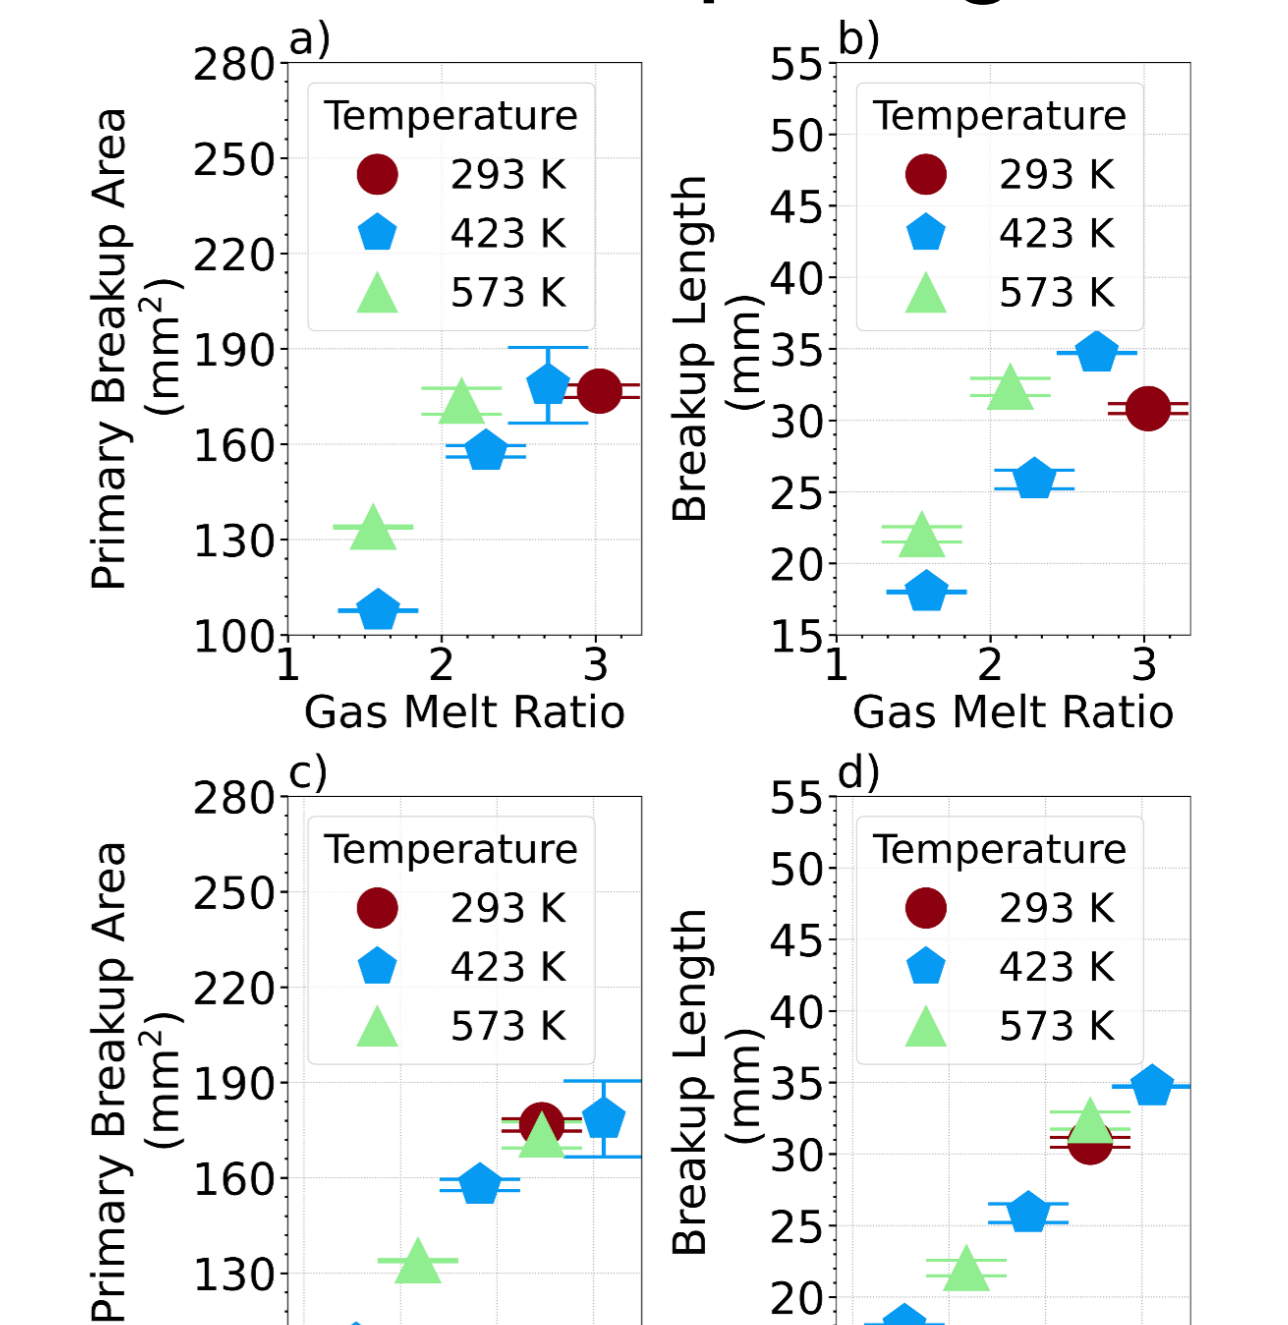 a)
Primary Breakup Area
(mm²)
280
250
220
190
160
130
100
Temperature
293 K
423 K
573 K
1 2 3
Gas Melt Ratio
b)
Breakup Length
(mm)
55
50
45
40
35
30
25
20
15
Temperature
293 K
423 K
573 K
1 2 3
Gas Melt Ratio
c)
Primary Breakup Area
(mm²)
280
250
220
190
160
130
Temperature
293 K
423 K
573 K
d)
Breakup Length
(mm)
55
50
45
40
35
30
25
20
Temperature
293 K
423 K
573 K